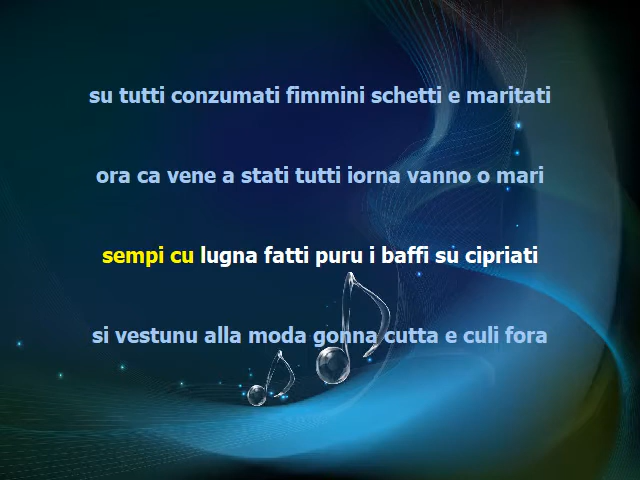 su tutti conzumati fimmini schetti e maritati
ora ca vene a stati tutti iorna vanno o mari
sempi cu lugna fatti puru i baffi su cipriati
si vestunu alla moda gonna cutta e culi fora